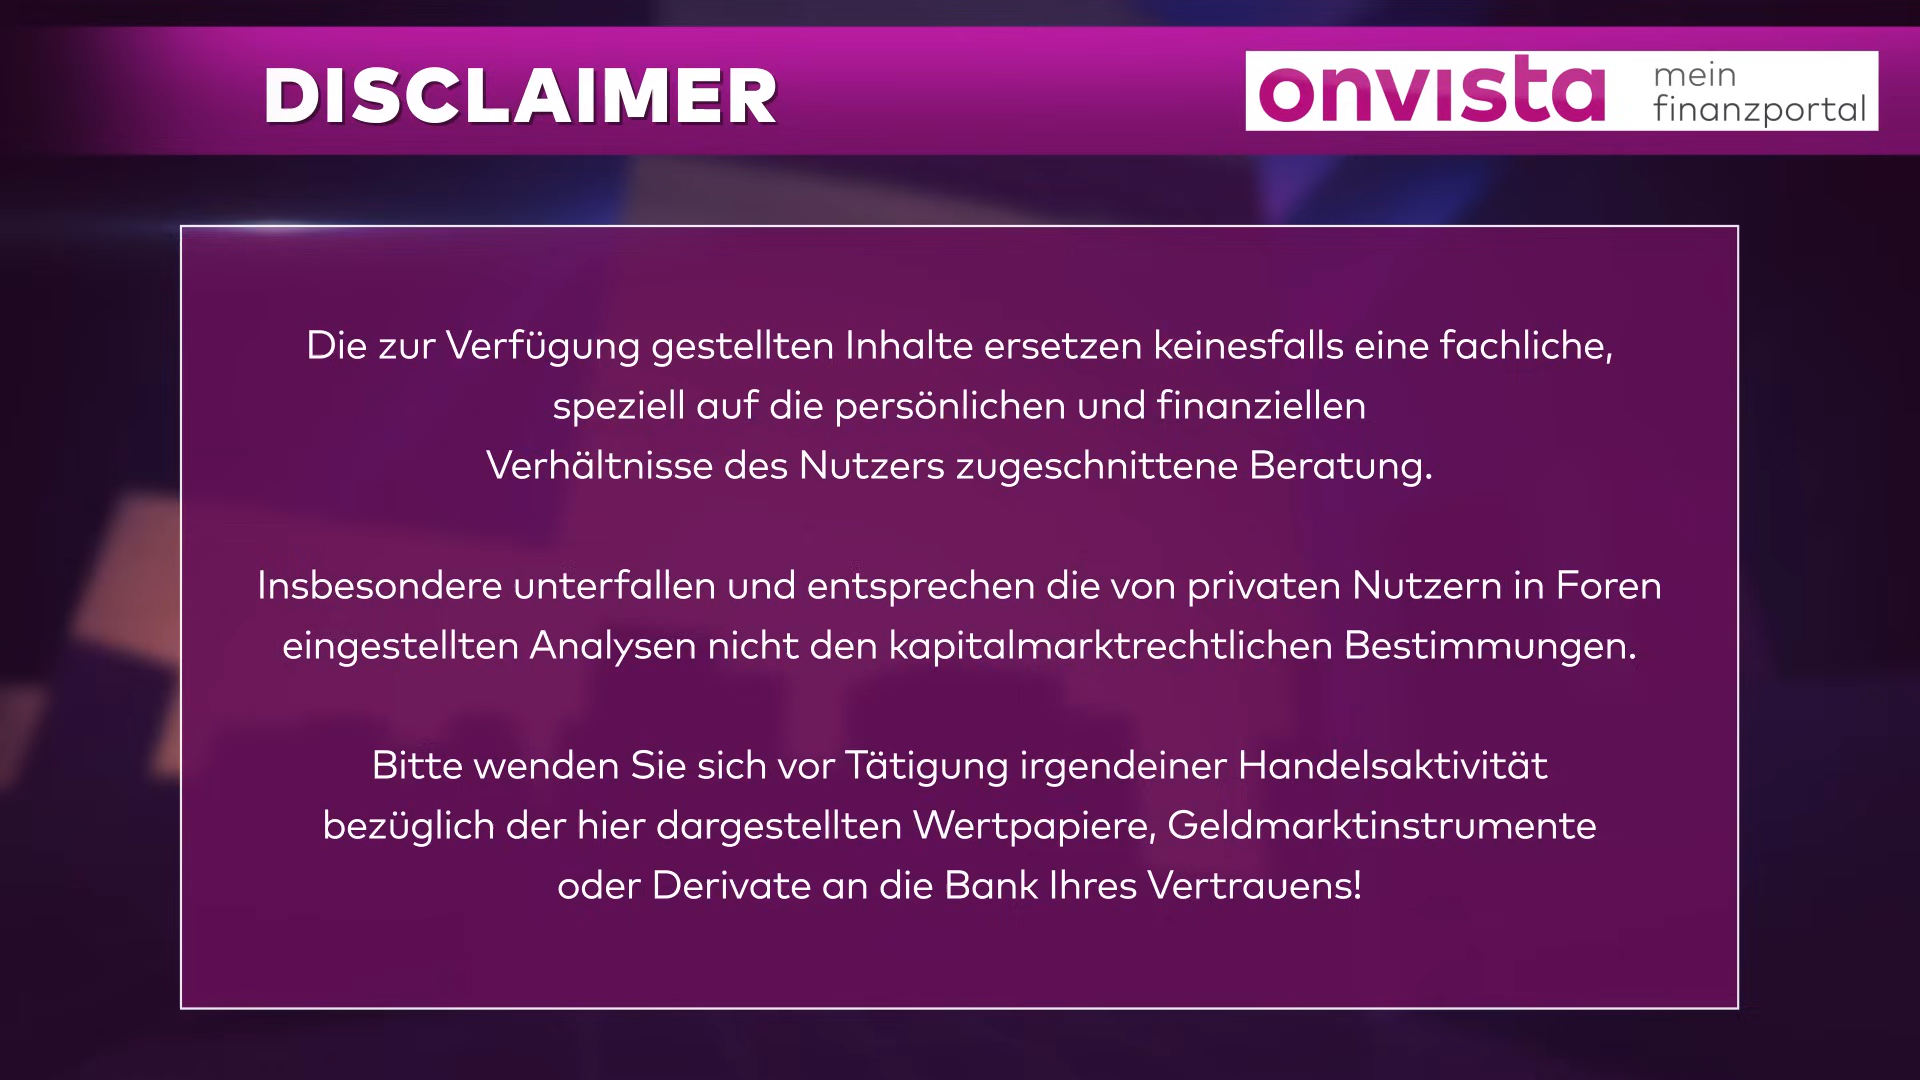 DISCLAIMER
onvista
mein
finanzportal
Die zur Verfügung gestellten Inhalte ersetzen keinesfalls eine fachliche,
speziell auf die persönlichen und finanziellen
Verhältnisse des Nutzers zugeschnittene Beratung.
Insbesondere unterfallen und entsprechen die von privaten Nutzern in Foren
eingestellten Analysen nicht den kapitalmarktrechtlichen Bestimmungen.
Bitte wenden Sie sich vor Tätigung irgendeiner Handelsaktivität
bezüglich der hier dargestellten Wertpapiere, Geldmarktinstrumente
oder Derivate an die Bank Ihres Vertrauens!